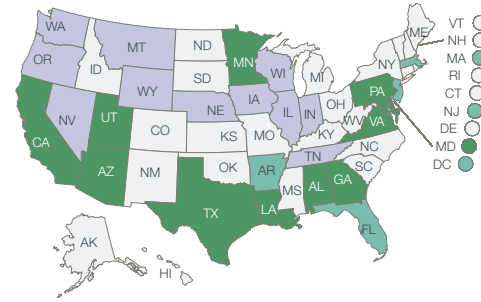 WA
OR
CA
ID
NV
UT
AZ
MT
WY
CO
NM
ND
SD
NE
KS
OK
TX
MN
IA
MO
AR
LA
WI
IL
MS
MI
IN
KY
TN
AL
OH
WV
GA
FL
SC
NC
VA
PA
NY
ME
VT
NH
MA
RI
CT
NJ
DE
MD
DC
AK
HI